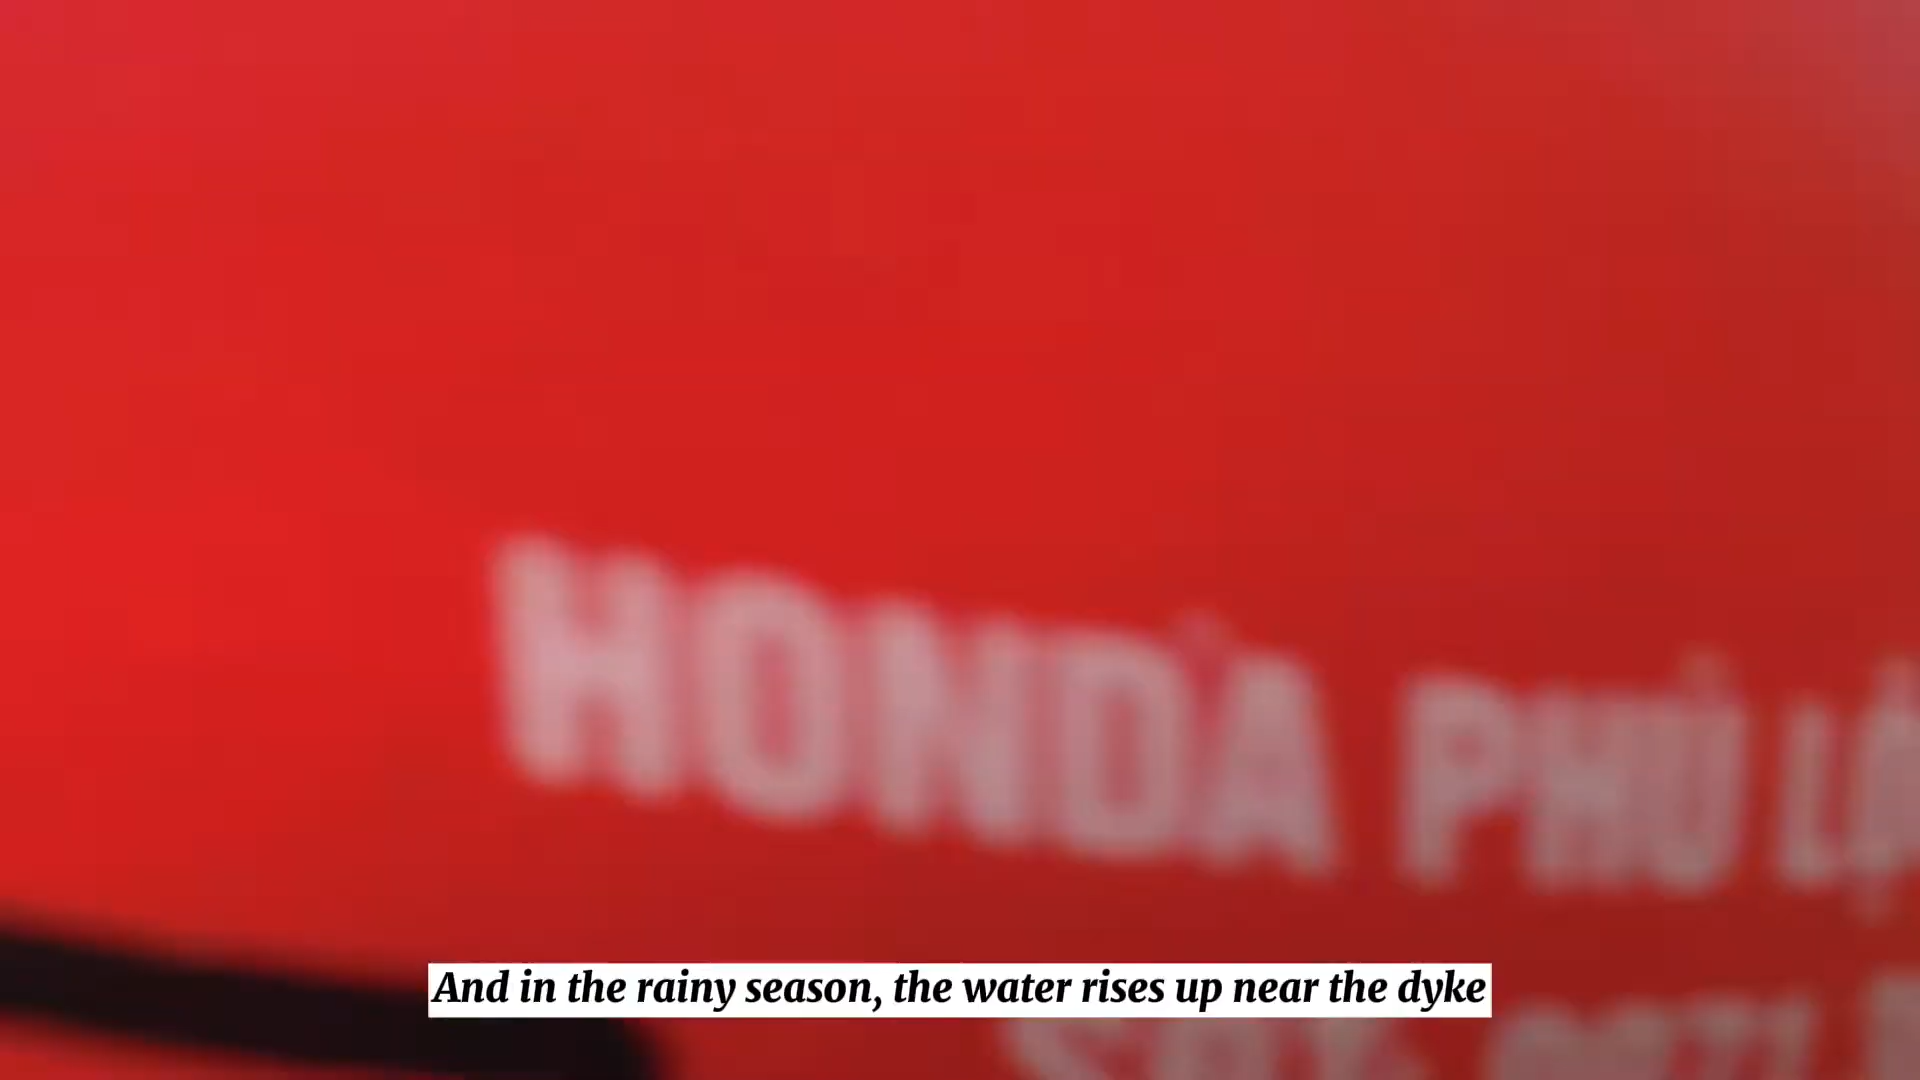 HONDA PHÚ
And in the rainy season, the water rises up near the dyke